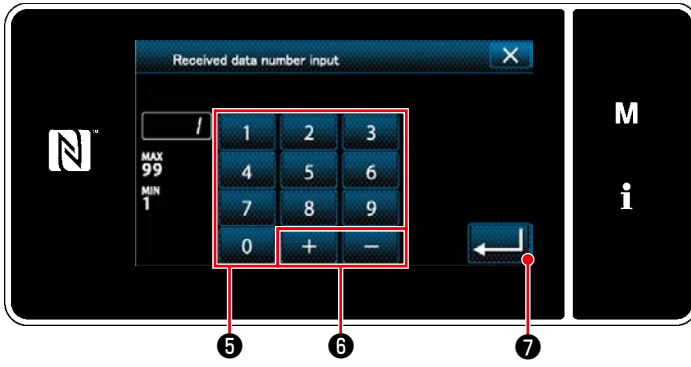 Received data number input
1
MAX
99
MIN
1
1 2 3
4 5 6
7 8 9
0 + −
N
™
M
i
❺ ❻ ❼